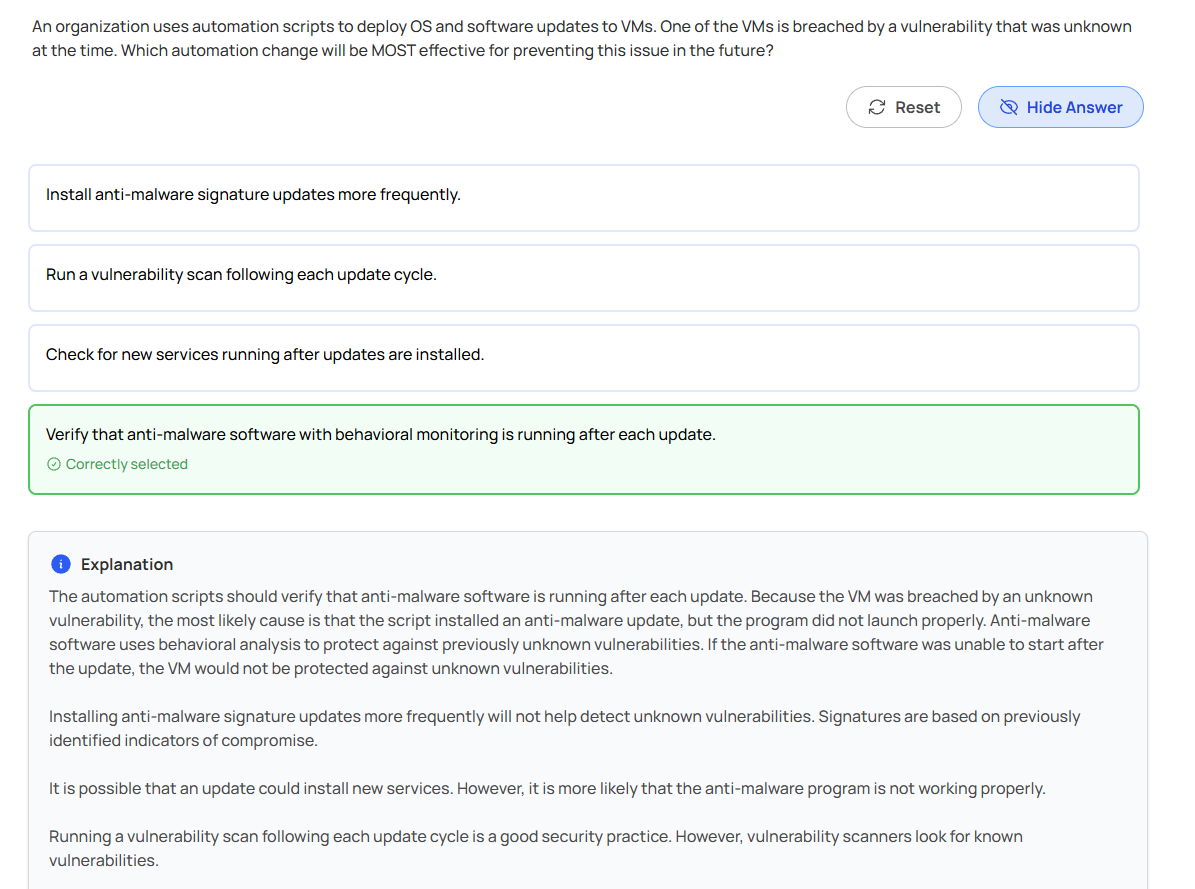 An organization uses automation scripts to deploy OS and software updates to VMs. One of the VMs is breached by a vulnerability that was unknown
at the time. Which automation change will be MOST effective for preventing this issue in the future?
Reset
Hide Answer
Install anti-malware signature updates more frequently.
Run a vulnerability scan following each update cycle.
Check for new services running after updates are installed.
Verify that anti-malware software with behavioral monitoring is running after each update.
Correctly selected
Explanation
The automation scripts should verify that anti-malware software is running after each update. Because the VM was breached by an unknown
vulnerability, the most likely cause is that the script installed an anti-malware update, but the program did not launch properly. Anti-malware
software uses behavioral analysis to protect against previously unknown vulnerabilities. If the anti-malware software was unable to start after
the update, the VM would not be protected against unknown vulnerabilities.
Installing anti-malware signature updates more frequently will not help detect unknown vulnerabilities. Signatures are based on previously
identified indicators of compromise.
It is possible that an update could install new services. However, it is more likely that the anti-malware program is not working properly.
Running a vulnerability scan following each update cycle is a good security practice. However, vulnerability scanners look for known
vulnerabilities.